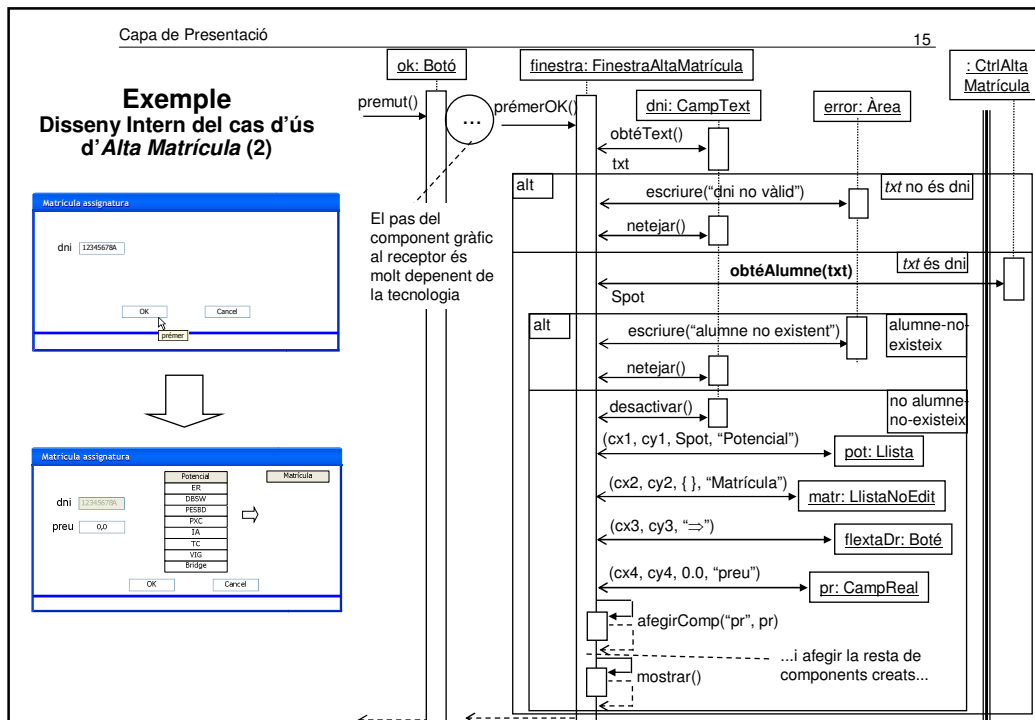 Capa de Presentació
15
Exemple
Disseny Intern del cas d'ús
d'Alta Matrícula (2)
Matrícula assignatura
dni 12345678A
OK Cancel
prémer
Matrícula assignatura
dni 12345678A
preu 0,0
Potencial
ER
DBSW
PESBD
PXC
IA
TC
VIG
Bridge
Matrícula
OK Cancel
ok: Botó
finestra: FinestraAltaMatrícula
: CtrlAlta
Matrícula
premut()
...
prémerOK()
dni: CampText
error: Àrea
El pas del
component gràfic
al receptor és
molt depenent de
la tecnologia
obtéText()
txt
alt
escriure(“dni no vàlid”)
txt no és dni
netejar()
txt és dni
obtéAlumne(txt)
Spot
alt
escriure(“alumne no existent”)
alumne-no-
existeix
netejar()
no alumne-
no-existeix
desactivar()
(cx1, cy1, Spot, “Potencial”)
pot: Llista
(cx2, cy2, { }, “Matrícula”)
matr: LlistaNoEdit
(cx3, cy3, “⇒”)
flextaDr: Boté
(cx4, cy4, 0.0, “preu”)
pr: CampReal
afegirComp(“pr”, pr)
...i afegir la resta de
components creats...
mostrar()